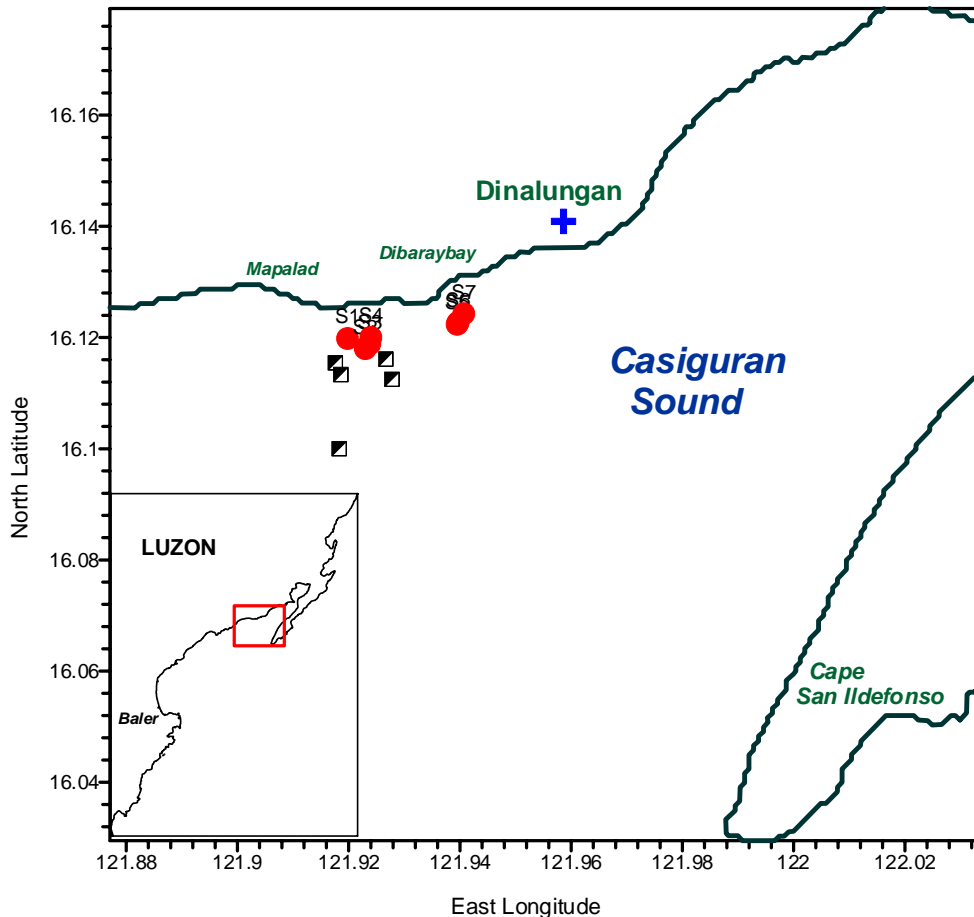 16.16
Dinalungan
16.14
Dibaraybay
Mapalad
S7
S1
S4
16.12
Casiguran
Sound
16.1
North Latitude
LUZON
16.08
16.06
Cape
San Ildefonso
Baler
16.04
121.88 121.9 121.92 121.94 121.96 121.98 122 122.02
East Longitude